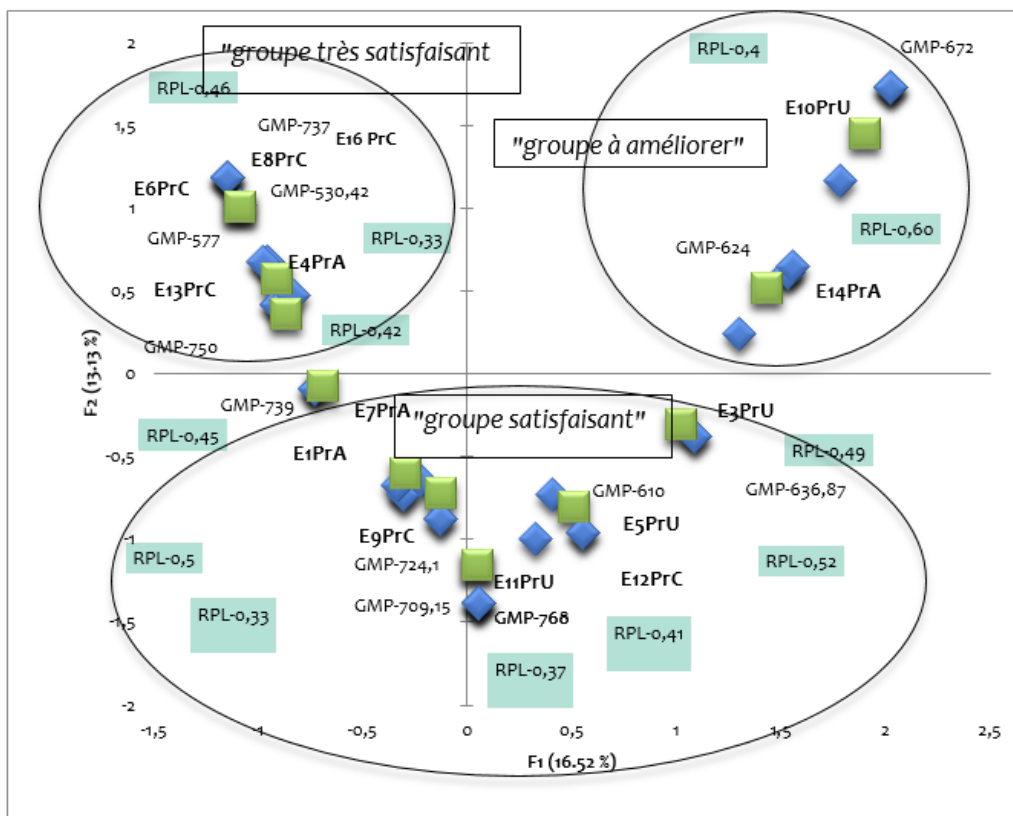 2
"groupe très satisfaisant
RPL-0,4
GMP-672
RPL-0,46
GMP-737
E16 PrC
1,5
E10PrU
"groupe à améliorer"
E8PrC
E6PrC
GMP-530,42
1
RPL-0,60
GMP-577
RPL-0,33
GMP-624
E4PrA
E13PrC
0,5
E14PrA
RPL-0,42
GMP-750
0
F2 (13.13 %)
GMP-739
E7PrA
"groupe satisfaisant"
E3PrU
RPL-0,45
-0,5
RPL-0,49
E1PrA
GMP-610
GMP-636,87
E5PrU
E9PrC
-1
RPL-0,5
GMP-724,1
RPL-0,52
E11PrU
E12PrC
GMP-709,15
GMP-768
RPL-0,33
-1,5
RPL-0,41
RPL-0,37
-2
-1,5
-1
-0,5
0
0,5
1
1,5
2
2,5
F1 (16.52 %)